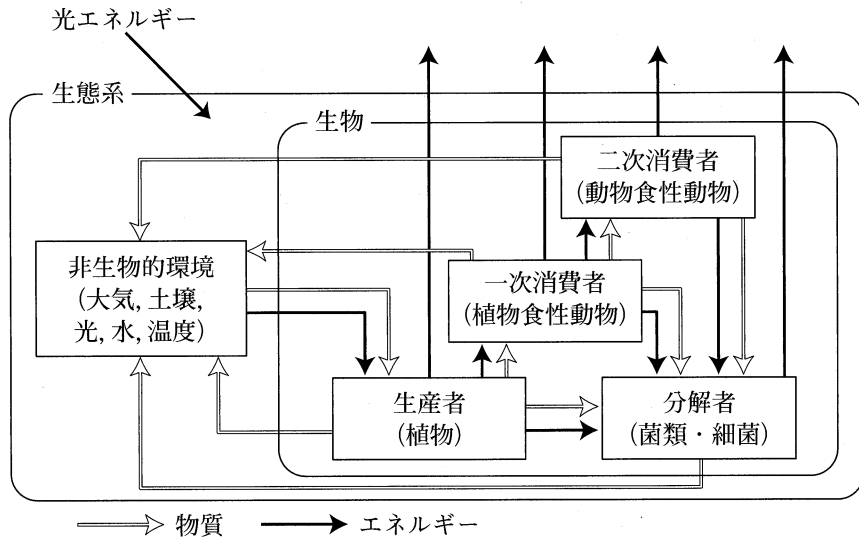 光エネルギー
生態系
生物
二次消費者
(動物食性動物)
非生物的環境
(大気, 土壌,
光, 水, 温度)
一次消費者
(植物食性動物)
生産者
(植物)
分解者
(菌類・細菌)
物質
エネルギー